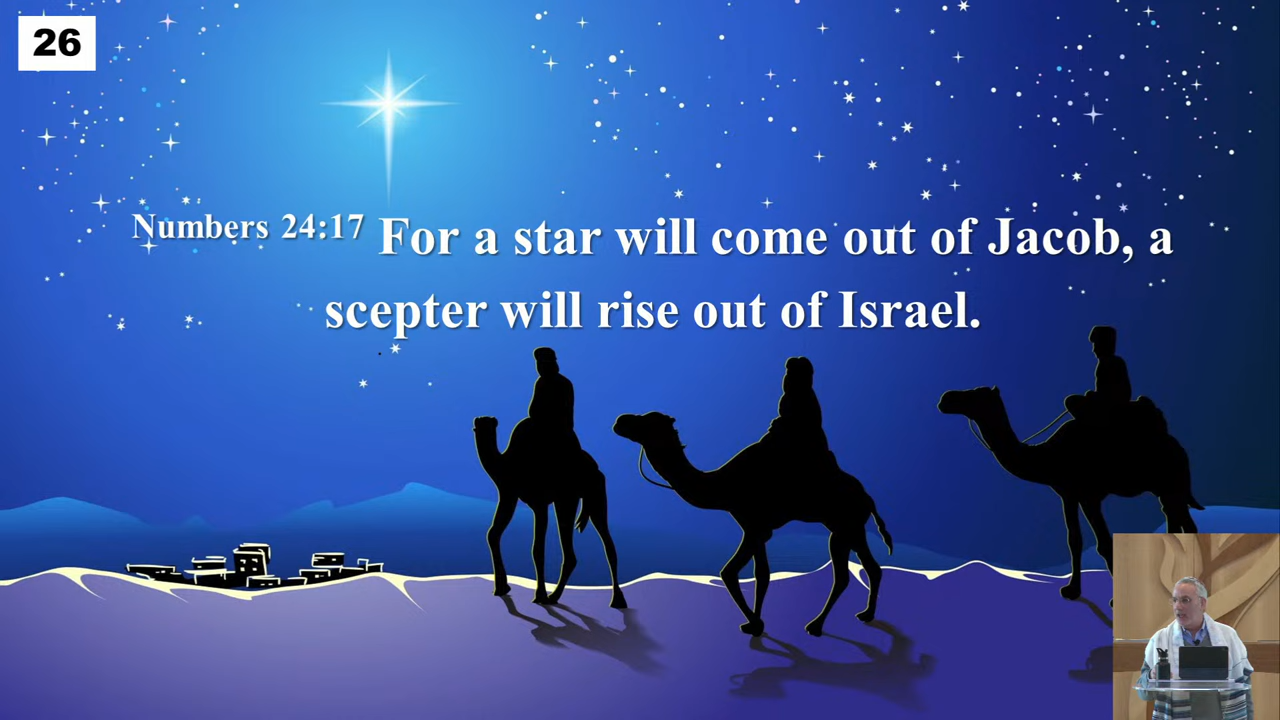 26
Numbers 24:17 For a star will come out of Jacob, a
scepter will rise out of Israel.